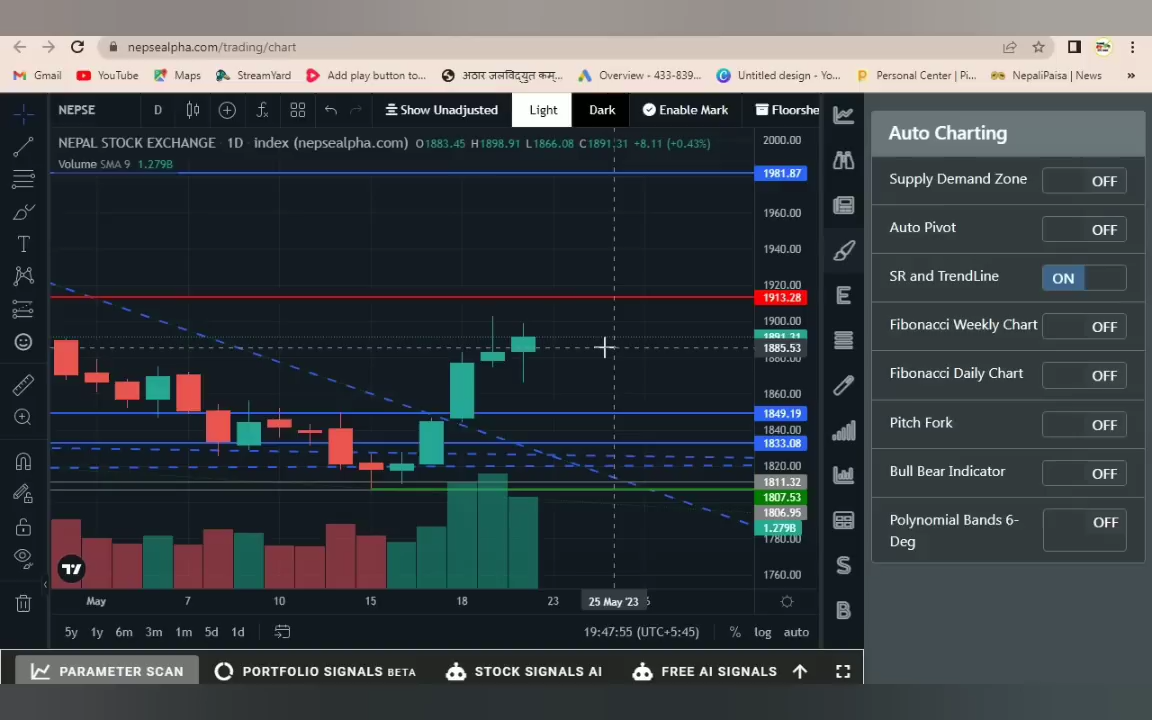 nepsealpha.com/trading/chart
Gmail YouTube Maps StreamYard Add play button to... अठार जलविद्युत कम्... Overview - 433-839... Untitled design - Yo... Personal Center | Pi... NepaliPaisa | News »
NEPSE D Show Unadjusted Light Dark Enable Mark Floorshe
NEPAL STOCK EXCHANGE · 1D · index (nepsealpha.com) O1883.45 H1898.91 L1866.08 C1891.31 +8.11 (+0.43%)
Volume SMA 9 1.279B
2000.00
1981.87
1960.00
1940.00
1920.00
1913.28
1900.00
1891.31
1885.53
1880.00
1860.00
1849.19
1840.00
1833.08
1820.00
1811.32
1807.53
1806.95
1.279B
1780.00
1760.00
May 7 10 15 18 23 25 May '23
5y 1y 6m 3m 1m 5d 1d 19:47:55 (UTC+5:45) % log auto
PARAMETER SCAN PORTFOLIO SIGNALS BETA STOCK SIGNALS AI FREE AI SIGNALS
E
S
B
Auto Charting
Supply Demand Zone OFF
Auto Pivot OFF
SR and TrendLine ON
Fibonacci Weekly Chart OFF
Fibonacci Daily Chart OFF
Pitch Fork OFF
Bull Bear Indicator OFF
Polynomial Bands 6- OFF
Deg